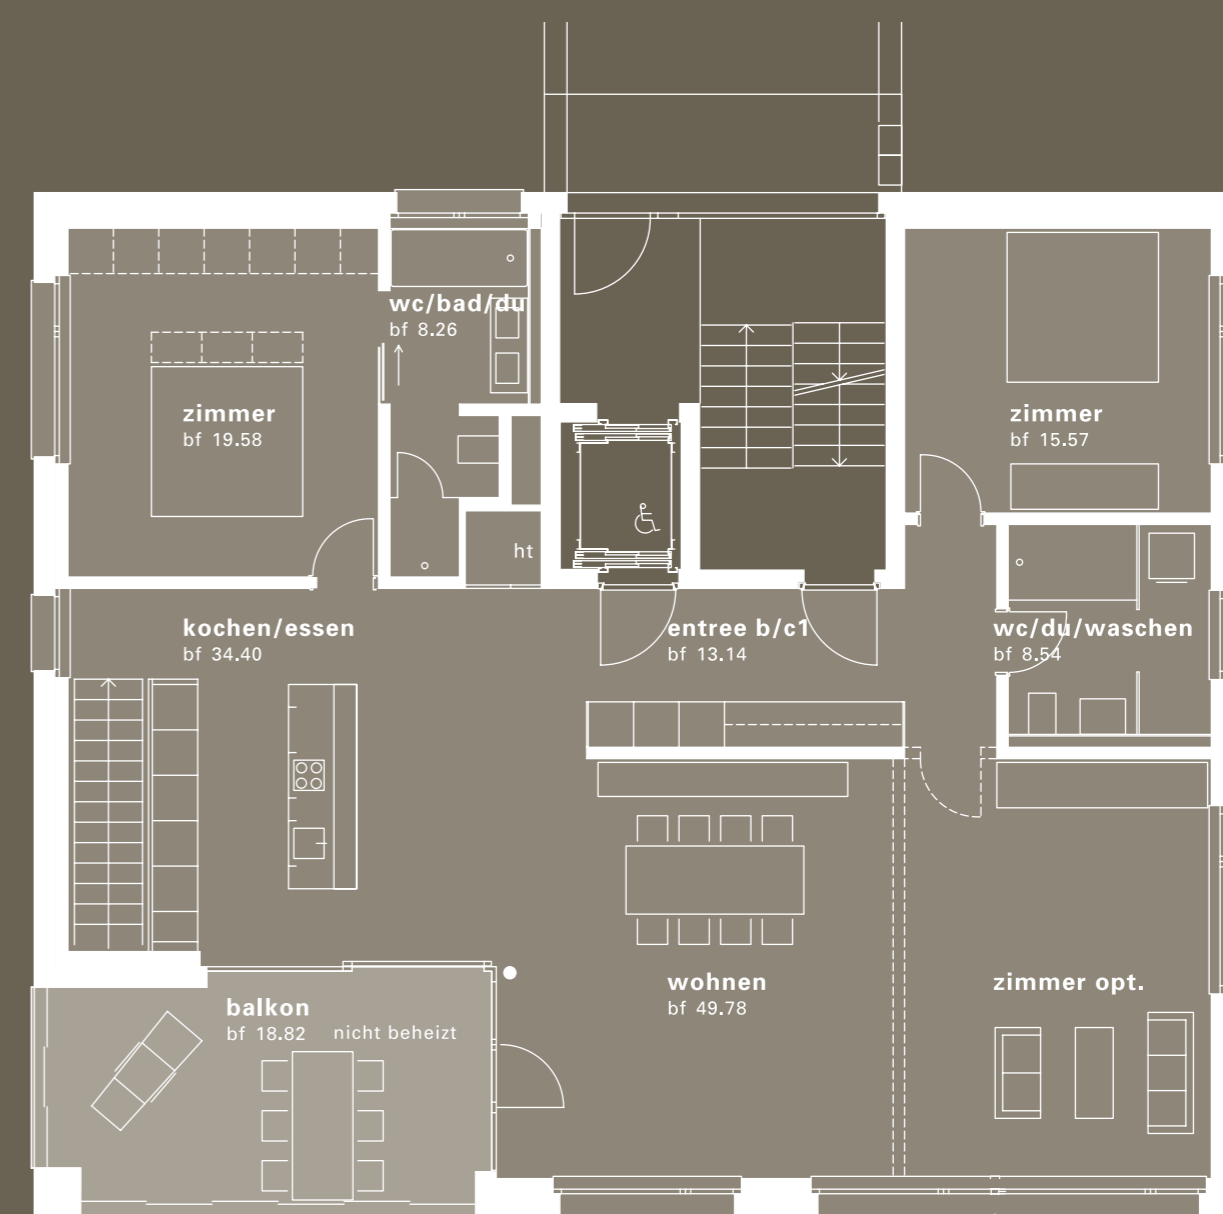 wc/bad/du
bf 8.26
zimmer
bf 19.58
zimmer
bf 15.57
ht
kochen/essen
bf 34.40
entree b/c1
bf 13.14
wc/du/waschen
bf 8.54
wohnen
bf 49.78
zimmer opt.
balkon
bf 18.82 nicht beheizt